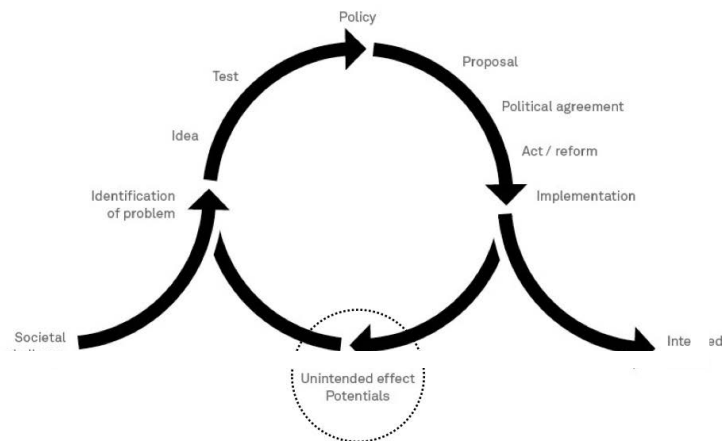 Policy
Proposal
Test
Political agreement
Idea
Act / reform
Identification
of problem
Implementation
Societal
Unintended effect
Potentials